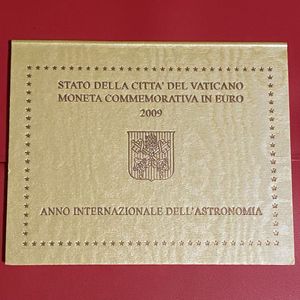 STATO DELLA CITTA' DEL VATICANO
MONETA COMMEMORATIVA IN EURO
2009
ANNO INTERNAZIONALE DELL'ASTRONOMIA